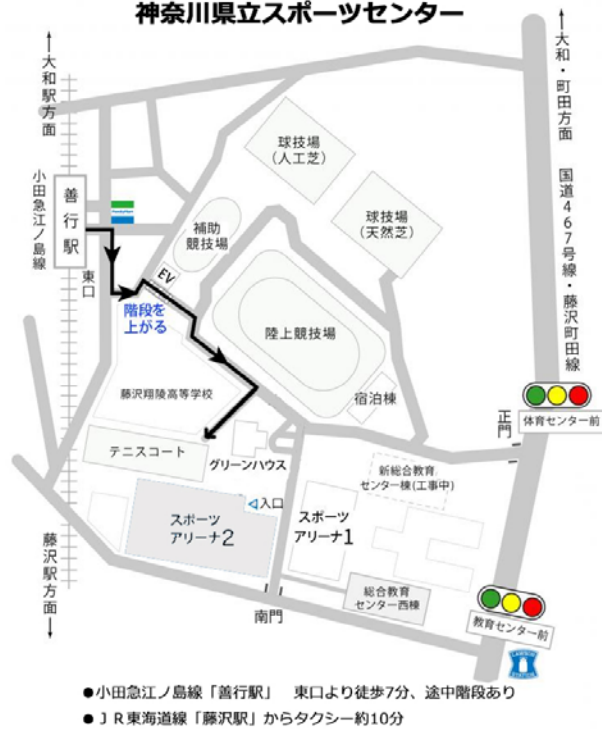 神奈川県立スポーツセンター
←大和駅方面
←大和・町田方面
国道467号線・藤沢町田線
小田急江ノ島線
善行駅
東口
球技場
(人工芝)
球技場
(天然芝)
補助
競技場
EV
階段を
上がる
陸上競技場
宿泊棟
藤沢翔陵高等学校
正門
体育センター前
テニスコート
グリーンハウス
新総合教育
センター棟(工事中)
入口
スポーツ
アリーナ2
スポーツ
アリーナ1
総合教育
センター西棟
藤沢駅方面→
南門
教育センター前
LAWSON
STATION
●小田急江ノ島線「善行駅」 東口より徒歩7分、途中階段あり
●JR東海道線「藤沢駅」からタクシー約10分